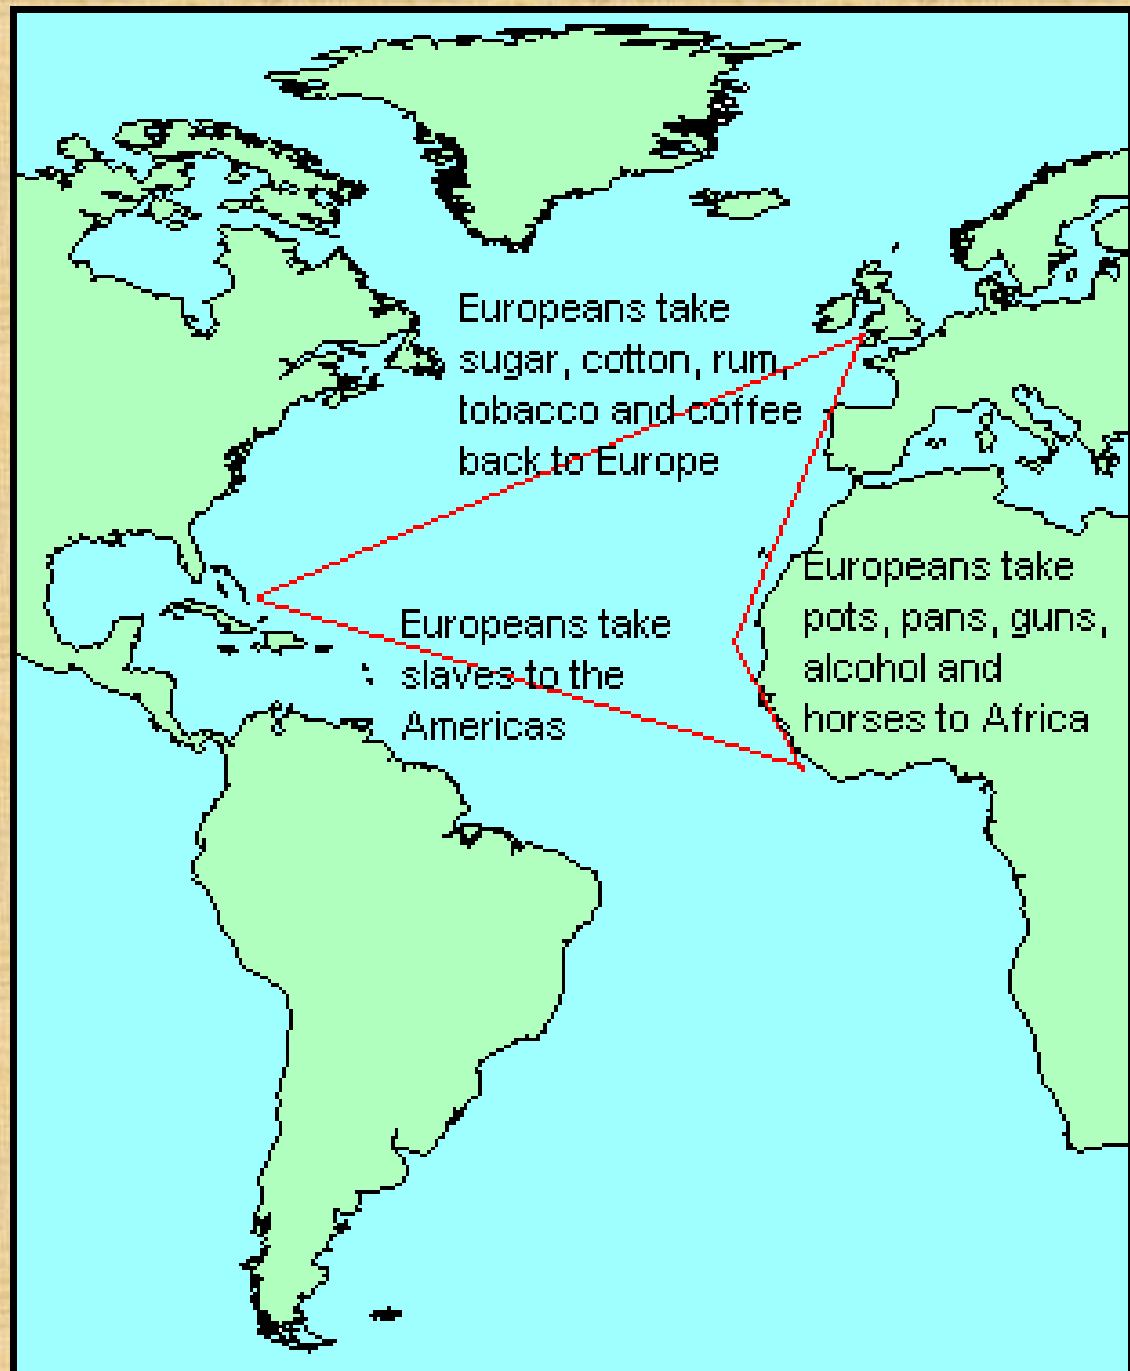 Europeans take
sugar, cotton, rum,
tobacco and coffee
back to Europe
Europeans take
pots, pans, guns,
alcohol and
horses to Africa
Europeans take
slaves to the
Americas